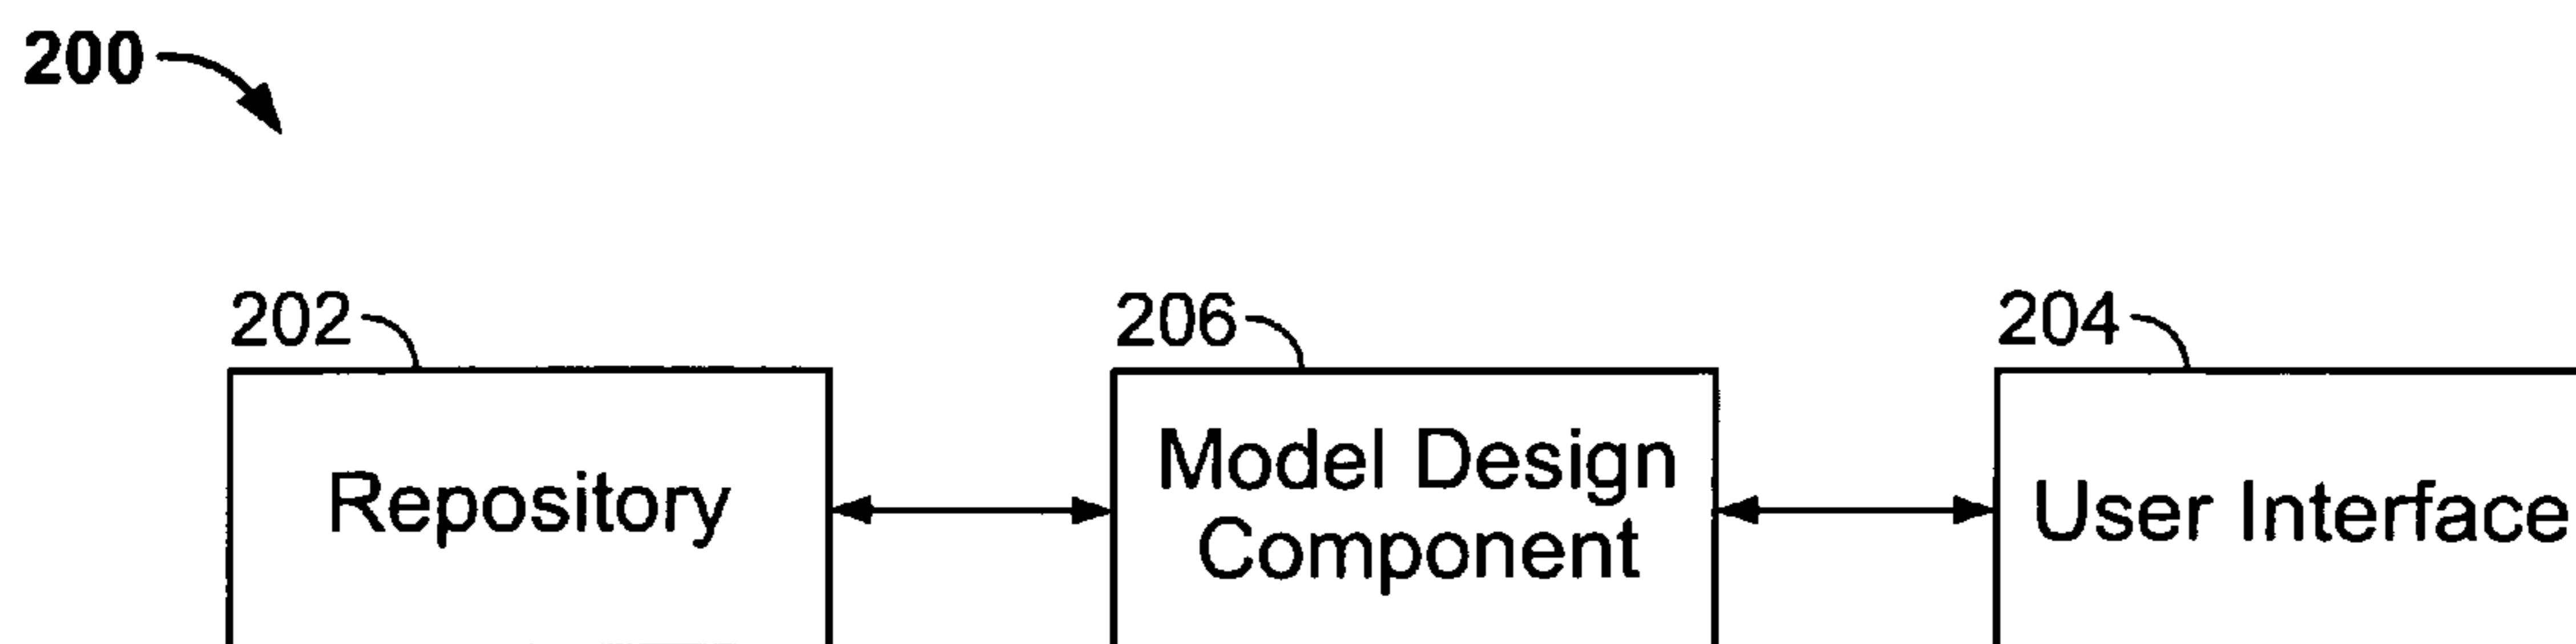 200
202
206
204
Repository
Model Design
Component
User Interface